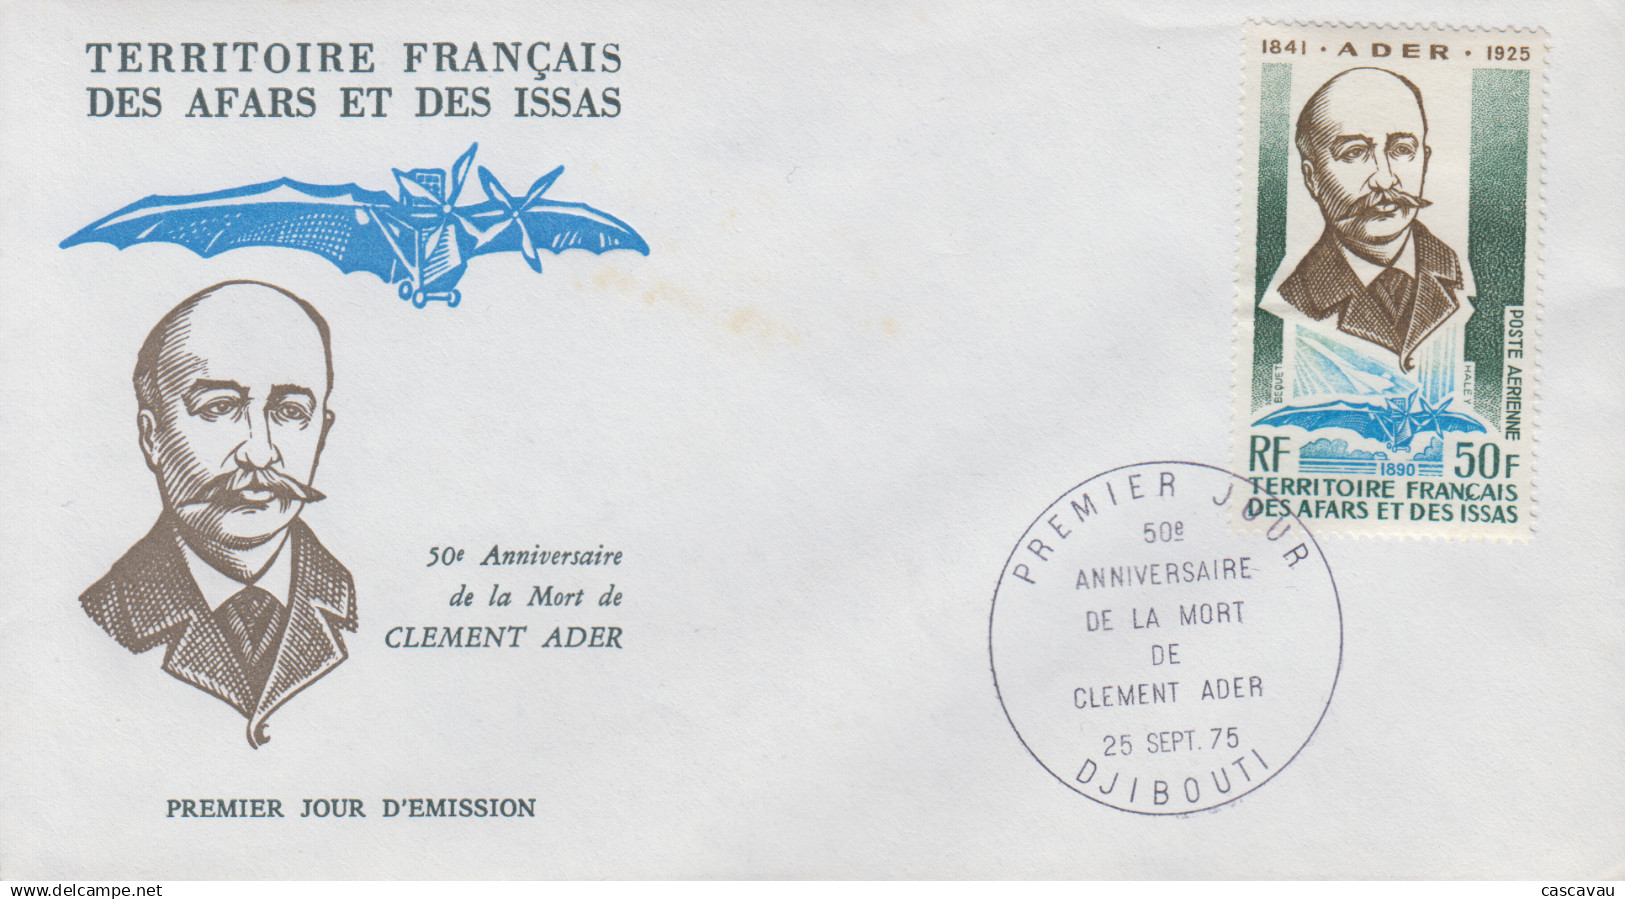 TERRITOIRE FRANÇAIS
DES AFARS ET DES ISSAS
50e Anniversaire
de la Mort de
CLEMENT ADER
PREMIER JOUR D'EMISSION
1841 · ADER · 1925
POSTE AERIENNE
BEQUET
HALEY
RF
1890
50F
TERRITOIRE FRANÇAIS
DES AFARS ET DES ISSAS
PREMIER JOUR
50e
ANNIVERSAIRE
DE LA MORT
DE
CLEMENT ADER
25 SEPT. 75
DJIBOUTI
www.delcampe.net
cascavau